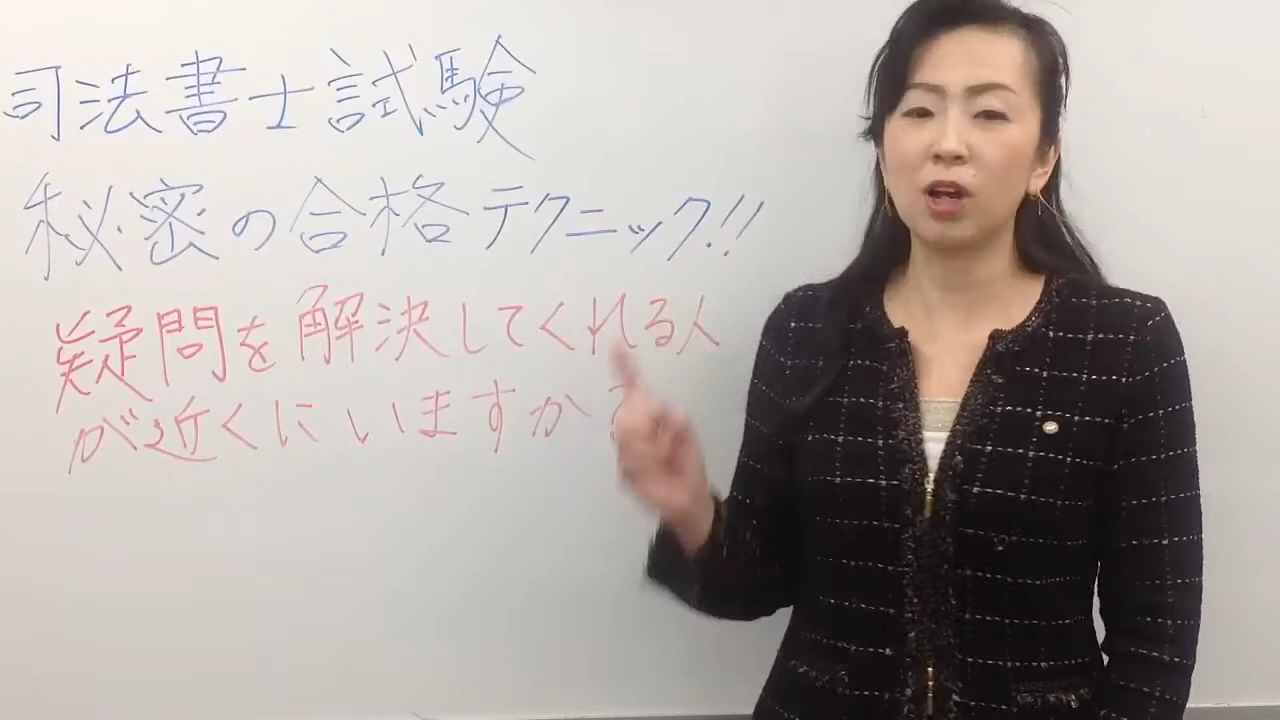 司法書士試験
秘密の合格テクニック!!
疑問を解決してくれる人
が近くにいますか?